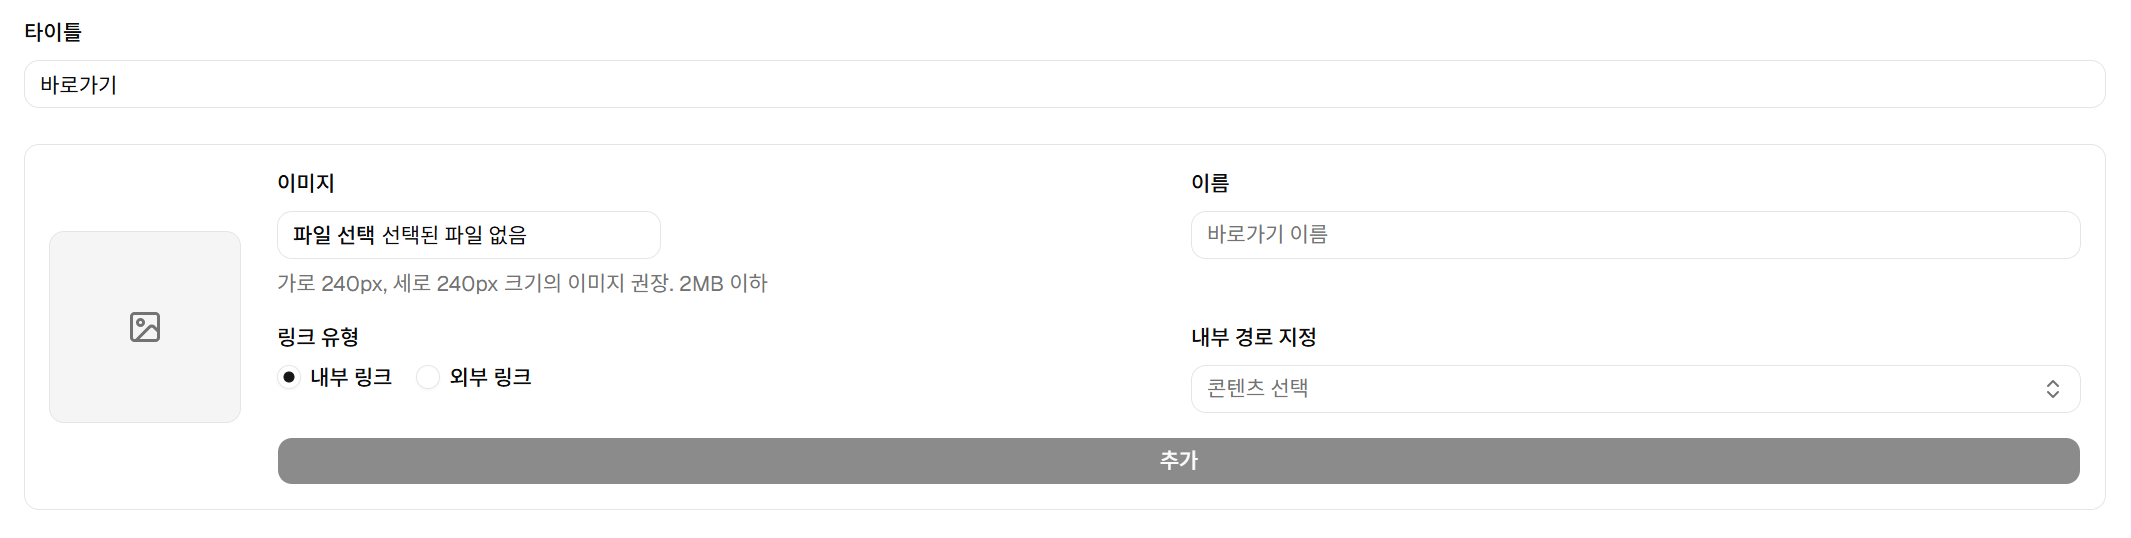 타이틀
바로가기
이미지
파일 선택 선택된 파일 없음
가로 240px, 세로 240px 크기의 이미지 권장. 2MB 이하
이름
바로가기 이름
링크 유형
내부 링크 외부 링크
내부 경로 지정
콘텐츠 선택
추가